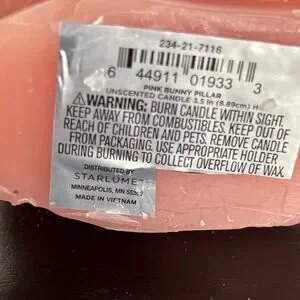 234-21-7116
6 44911 01933 3
PINK BUNNY PILLAR
UNSCENTED CANDLE 3.5 in (8.89cm) H
⚠WARNING: BURN CANDLE WITHIN SIGHT.
KEEP AWAY FROM COMBUSTIBLES. KEEP OUT OF
REACH OF CHILDREN AND PETS. REMOVE CANDLE
FROM PACKAGING. USE APPROPRIATE HOLDER
DURING BURNING TO COLLECT OVERFLOW OF WAX.
DISTRIBUTED BY
STARLUME
MINNEAPOLIS, MN
MADE IN VIETNAM